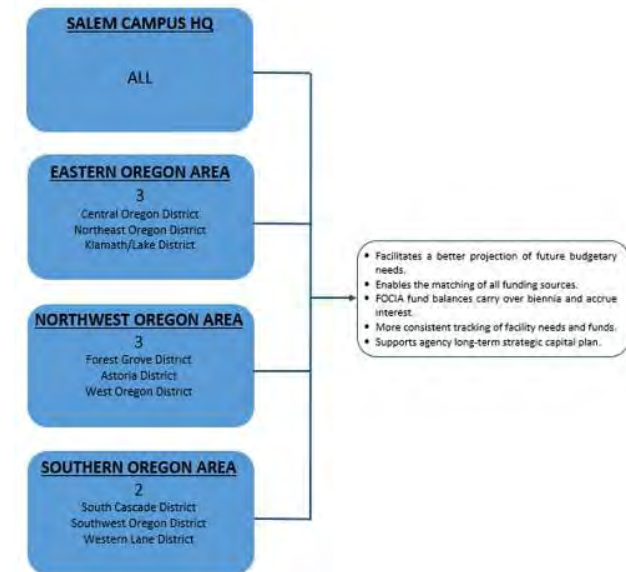 SALEM CAMPUS HQ
ALL
EASTERN OREGON AREA
3
Central Oregon District
Northeast Oregon District
Klamath/Lake District
NORTHWEST OREGON AREA
3
Forest Grove District
Astoria District
West Oregon District
SOUTHERN OREGON AREA
2
South Cascade District
Southwest Oregon District
Western Lane District
• Facilitates a better projection of future budgetary
needs.
• Enables the matching of all funding sources.
• FOCIA fund balances carry over biennia and accrue
interest.
• More consistent tracking of facility needs and funds.
• Supports agency long-term strategic capital plan.